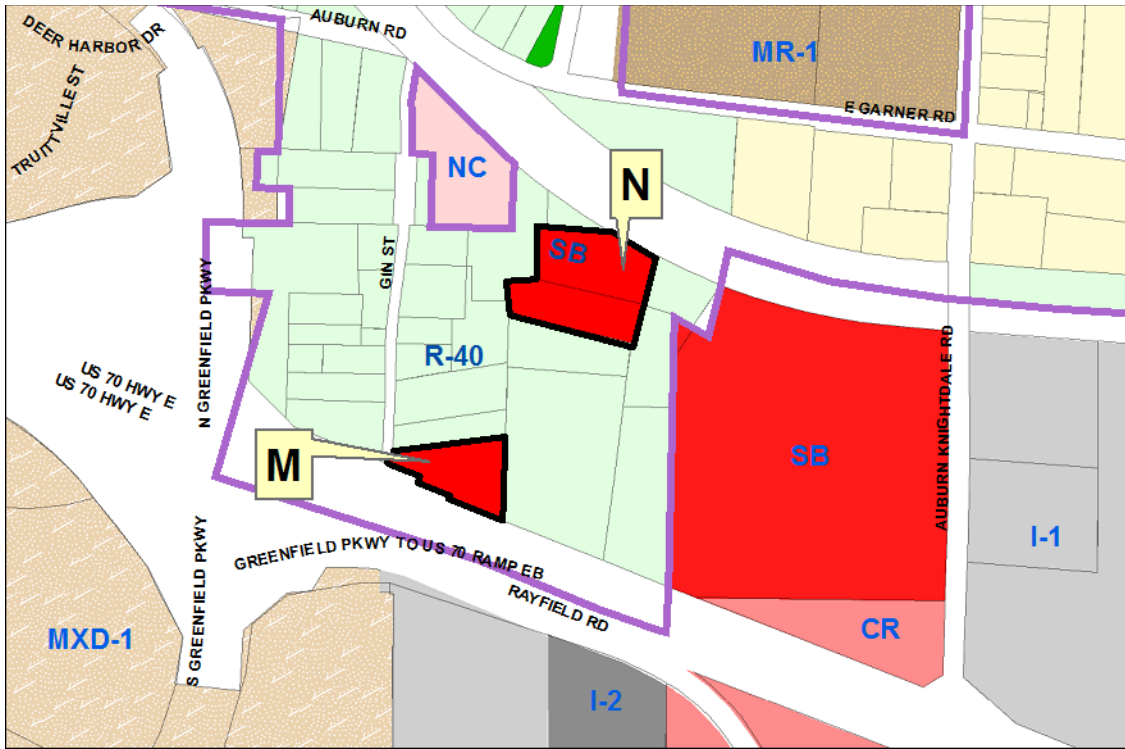 DEER HARBOR DR
AUBURN RD
MR-1
TRUITTVILLE ST
E GARNER RD
NC
N
SB
GIN ST
N GREENFIELD PKWY
R-40
US 70 HWY E
US 70 HWY E
AUBURN KNIGHTDALE RD
SB
M
I-1
GREENFIELD PKWY TO US 70 RAMP EB
S GREENFIELD PKWY
RAYFIELD RD
MXD-1
CR
I-2